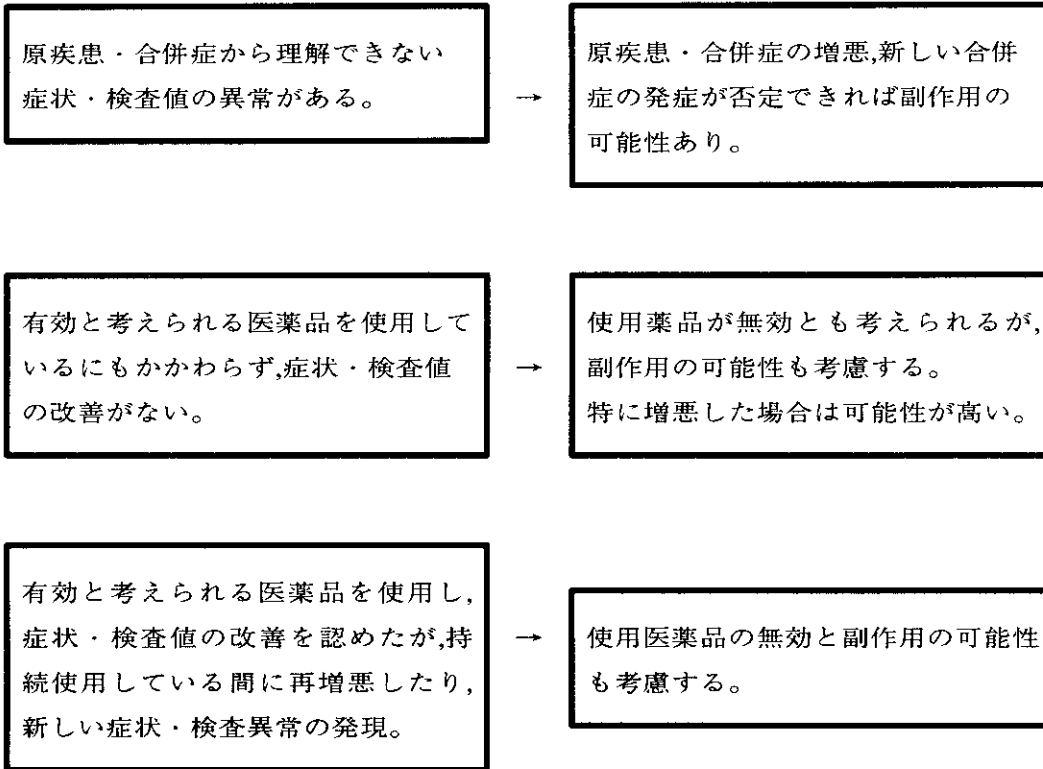 原疾患・合併症から理解できない
症状・検査値の異常がある。
→
原疾患・合併症の増悪,新しい合併
症の発症が否定できれば副作用の
可能性あり。
有効と考えられる医薬品を使用して
いるにもかかわらず,症状・検査値
の改善がない。
→
使用薬品が無効とも考えられるが,
副作用の可能性も考慮する。
特に増悪した場合は可能性が高い。
有効と考えられる医薬品を使用し,
症状・検査値の改善を認めたが,持
続使用している間に再増悪したり,
新しい症状・検査異常の発現。
→
使用医薬品の無効と副作用の可能性
も考慮する。